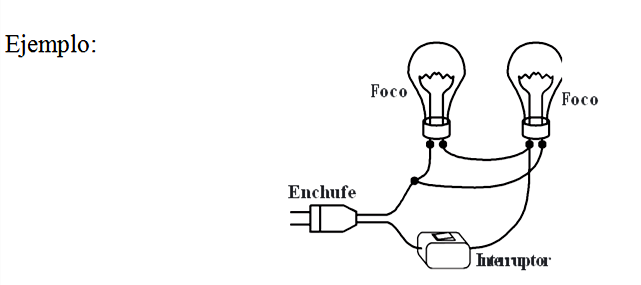 Ejemplo:
Foco
Foco
Enchufe
Interruptor